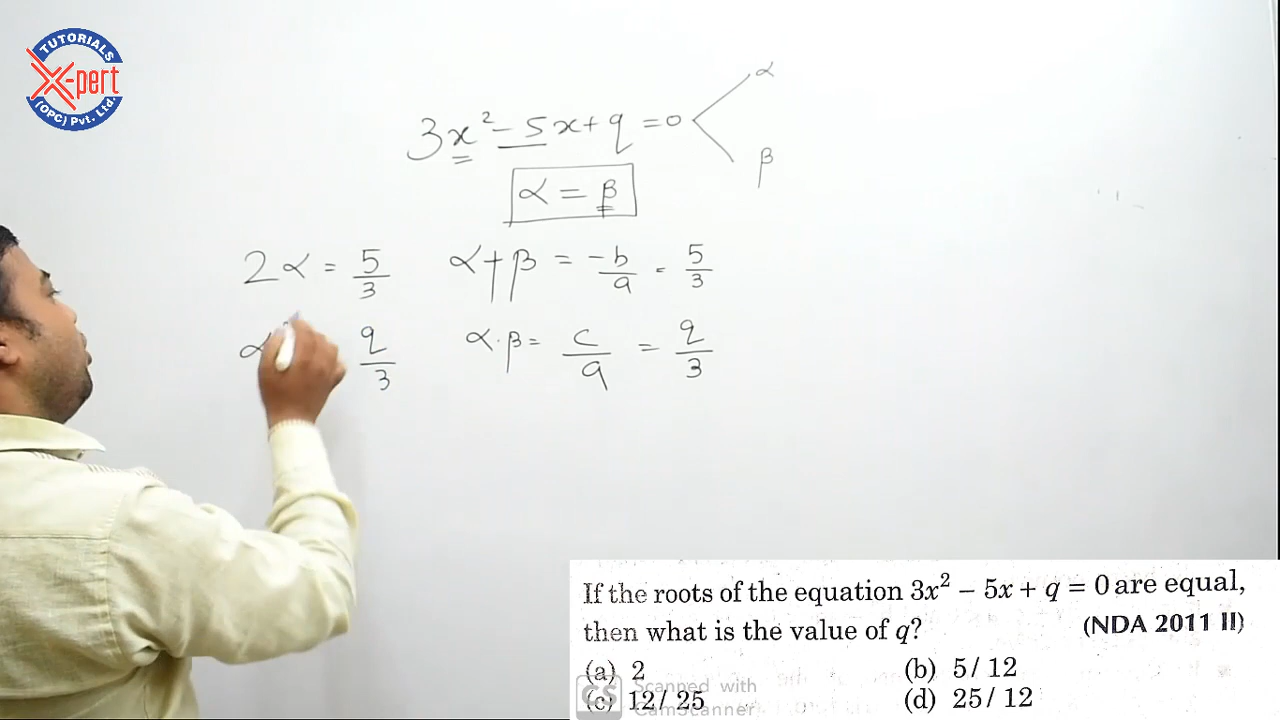 TUTORIALS
X-pert
(OPC) Pvt. Ltd.
3x² - 5x + q = 0
α
β
α = β
2α = 5/3
α + β = -b/a = 5/3
α q/3
α · β = c/a = q/3
If the roots of the equation 3x² – 5x + q = 0 are equal,
then what is the value of q? (NDA 2011 II)
(a) 2 (b) 5/12
(c) 12/25 (d) 25/12
CS Scanned with
CamScanner